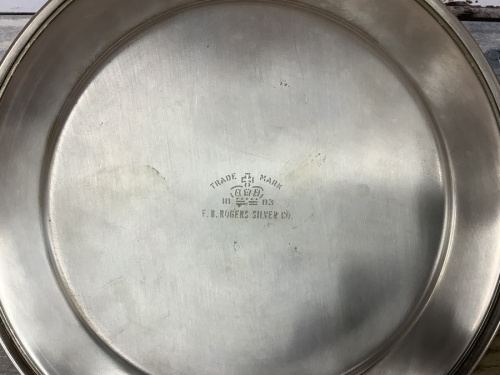 TRADE MARK
18 83
F. B. ROGERS SILVER CO.